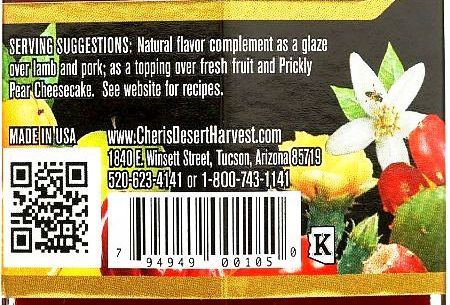 SERVING SUGGESTIONS: Natural flavor complement as a glaze
over lamb and pork; as a topping over fresh fruit and Prickly
Pear Cheesecake. See website for recipes.
MADE IN USA
www.CherisDesertHarvest.com
1840 E. Winsett Street, Tucson, Arizona 85719
520-623-4141 or 1-800-743-1141
7 94949 00105 0
K